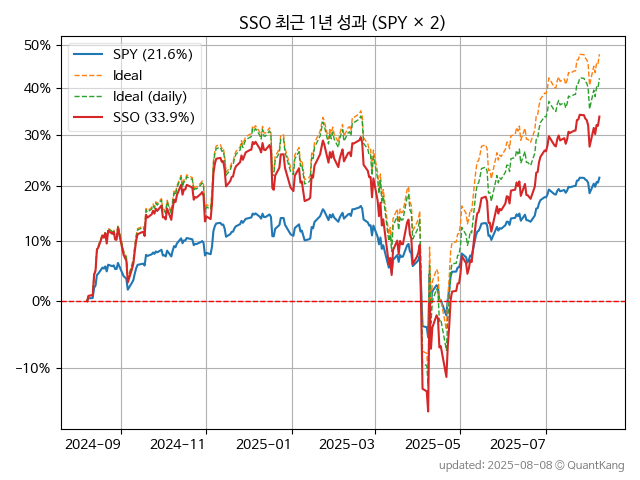 SSO 최근 1년 성과 (SPY × 2)
50%
40%
30%
20%
10%
0%
−10%
SPY (21.6%)
Ideal
Ideal (daily)
SSO (33.9%)
2024-09
2024-11
2025-01
2025-03
2025-05
2025-07
updated: 2025-08-08 © QuantKang